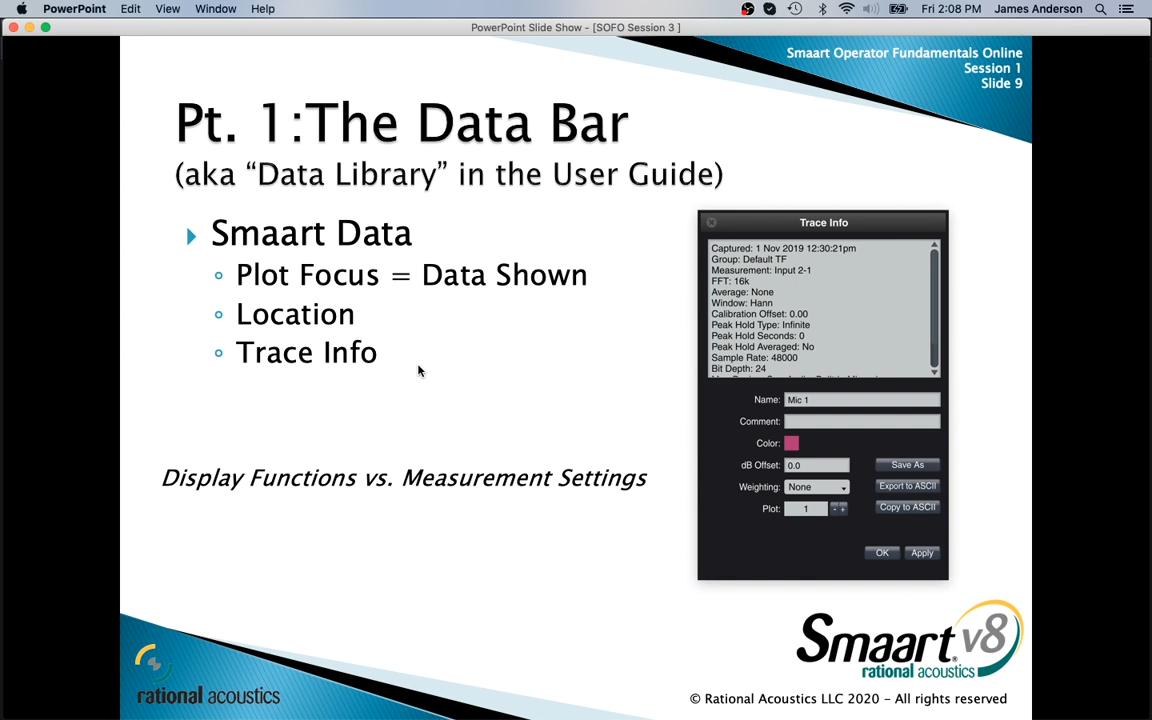 PowerPoint Edit View Window Help Fri 2:08 PM James Anderson
PowerPoint Slide Show - [SOFO Session 3 ]
Smaart Operator Fundamentals Online
Session 1
Slide 9
Pt. 1:The Data Bar
(aka “Data Library” in the User Guide)
Smaart Data
Plot Focus = Data Shown
Location
Trace Info
Display Functions vs. Measurement Settings
Trace Info
Captured: 1 Nov 2019 12:30:21pm
Group: Default TF
Measurement: Input 2-1
FFT: 16k
Average: None
Window: Hann
Calibration Offset: 0.00
Peak Hold Type: Infinite
Peak Hold Seconds: 0
Peak Hold Averaged: No
Sample Rate: 48000
Bit Depth: 24
Name: Mic 1
Comment:
Color:
dB Offset: 0.0 Save As
Weighting: None Export to ASCII
Plot: 1 - + Copy to ASCII
OK Apply
Smaart® v8
rational acoustics
rational acoustics
© Rational Acoustics LLC 2020 – All rights reserved